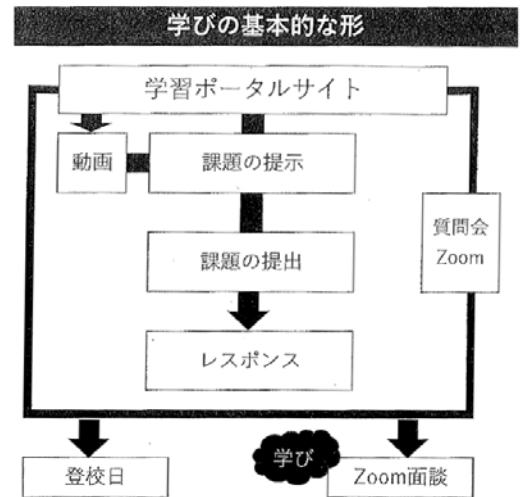 学びの基本的な形
学習ポータルサイト
動画
課題の提示
質問会
Zoom
課題の提出
レスポンス
学び
登校日
Zoom面談